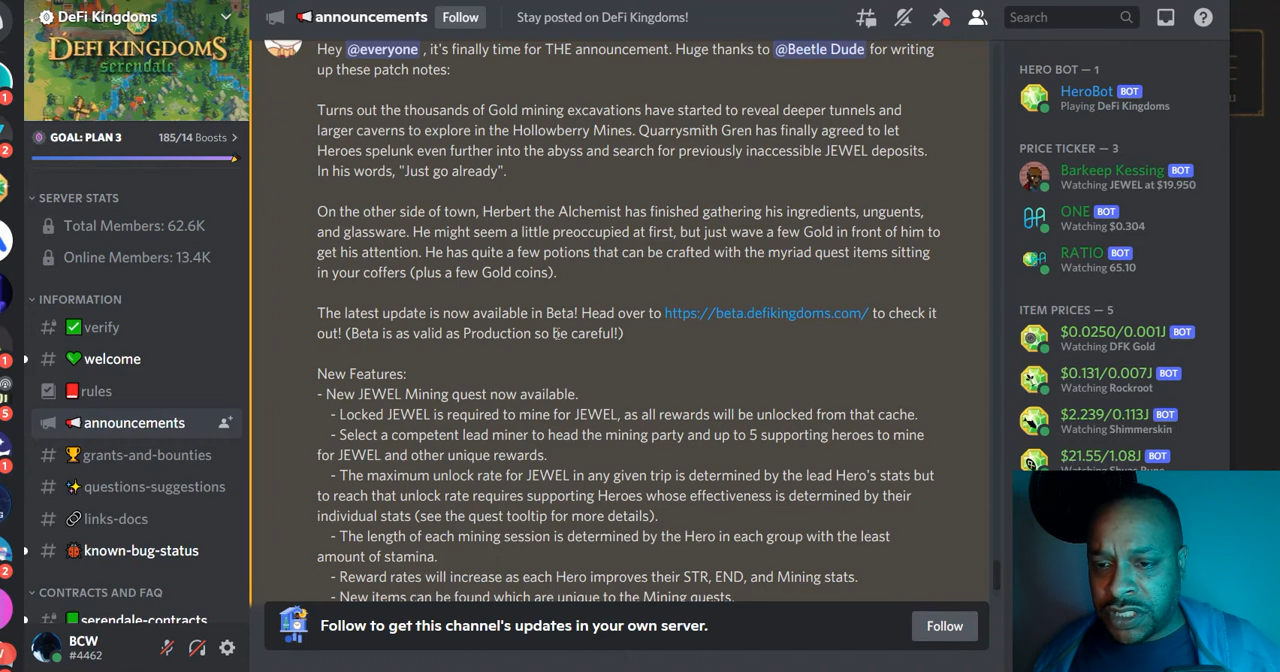 DeFi Kingdoms
DEFI KINGDOMS
serendale
GOAL: PLAN 3
185/14 Boosts >
SERVER STATS
Total Members: 62.6K
Online Members: 13.4K
INFORMATION
verify
welcome
rules
announcements
grants-and-bounties
questions-suggestions
links-docs
known-bug-status
CONTRACTS AND FAQ
serendale-contracts
BCW
#4462
announcements
Follow
Stay posted on DeFi Kingdoms!
Search
Hey @everyone , it's finally time for THE announcement. Huge thanks to @Beetle Dude for writing
up these patch notes:
Turns out the thousands of Gold mining excavations have started to reveal deeper tunnels and
larger caverns to explore in the Hollowberry Mines. Quarrysmith Gren has finally agreed to let
Heroes spelunk even further into the abyss and search for previously inaccessible JEWEL deposits.
In his words, "Just go already".
On the other side of town, Herbert the Alchemist has finished gathering his ingredients, unguents,
and glassware. He might seem a little preoccupied at first, but just wave a few Gold in front of him to
get his attention. He has quite a few potions that can be crafted with the myriad quest items sitting
in your coffers (plus a few Gold coins).
The latest update is now available in Beta! Head over to https://beta.defikingdoms.com/ to check it
out! (Beta is as valid as Production so be careful!)
New Features:
- New JEWEL Mining quest now available.
- Locked JEWEL is required to mine for JEWEL, as all rewards will be unlocked from that cache.
- Select a competent lead miner to head the mining party and up to 5 supporting heroes to mine
for JEWEL and other unique rewards.
- The maximum unlock rate for JEWEL in any given trip is determined by the lead Hero's stats but
to reach that unlock rate requires supporting Heroes whose effectiveness is determined by their
individual stats (see the quest tooltip for more details).
- The length of each mining session is determined by the Hero in each group with the least
amount of stamina.
- Reward rates will increase as each Hero improves their STR, END, and Mining stats.
- New items can be found which are unique to the Mining quests.
Follow to get this channel's updates in your own server.
Follow
HERO BOT — 1
HeroBot BOT
Playing DeFi Kingdoms
PRICE TICKER — 3
Barkeep Kessing BOT
Watching JEWEL at $19.950
ONE BOT
Watching $0.304
RATIO BOT
Watching 65.10
ITEM PRICES — 5
$0.0250/0.001J BOT
Watching DFK Gold
$0.131/0.007J BOT
Watching Rockroot
$2.239/0.113J BOT
Watching Shimmerskin
$21.55/1.08J BOT